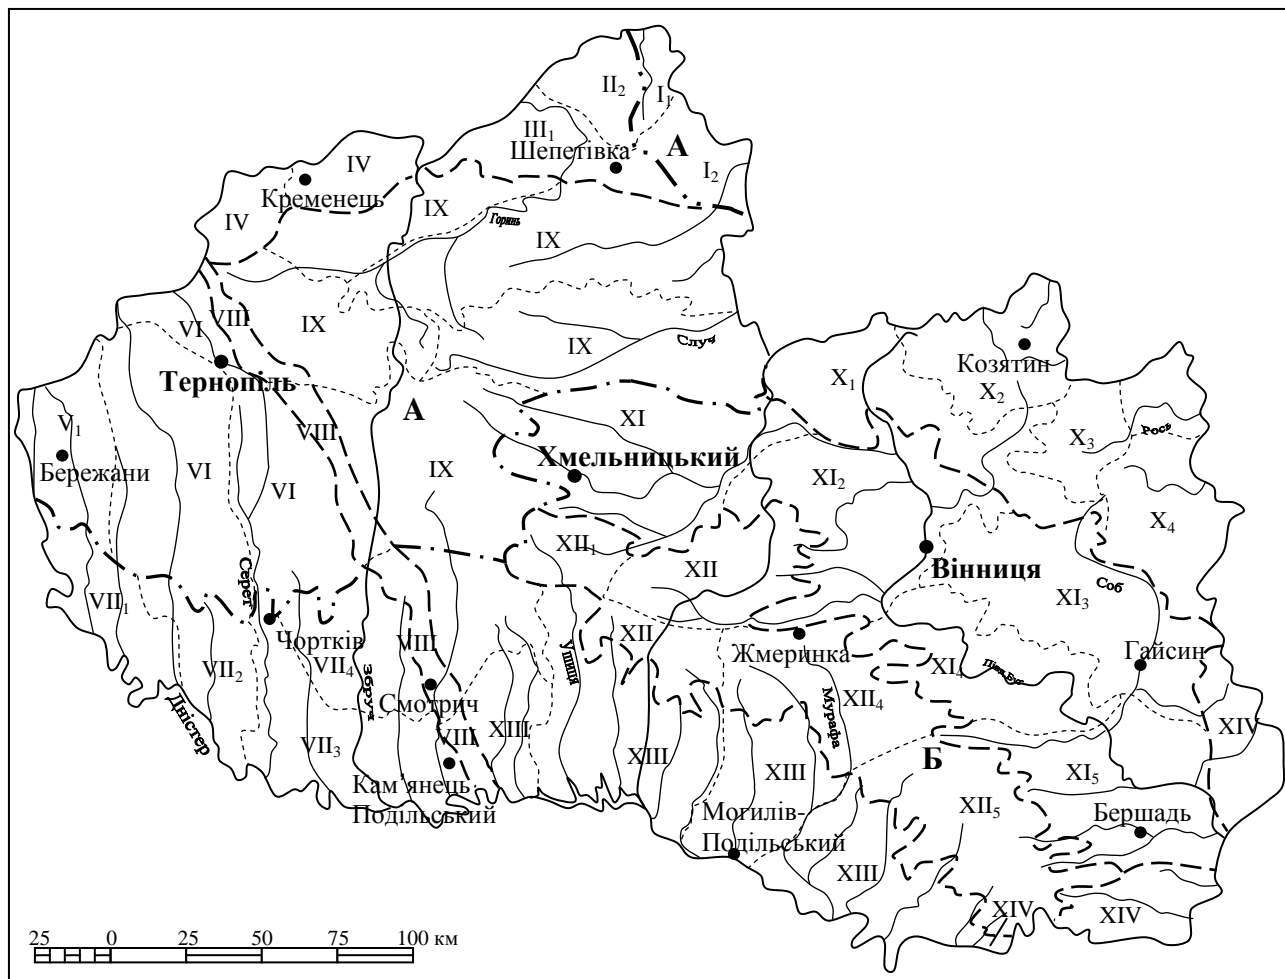 II2
I1
III1
А
Шепетівка
IV
I2
Кременець
IX
IV
Горинь
IX
VI
VIII
IX
IX
Случ
Козятин
Тернопіль
X1
X2
А
V1
XI
X3
Рось
VIII
Бережани
VI
VI
IX
Хмельницький
XI2
X4
XII1
XII
Вінниця
Серет
Соб
XI3
VII1
XII
Чортків
VIII
Ушиця
Жмеринка
Гайсин
VII2
VII4
Збруч
XI4
Півд.Буг
Смотрич
Мурафа
XII4
Дністер
VII3
VIII
XIII
XIII
XIII
Б
XIV
XI5
Кам'янець-
Подільський
Могилів-
Подільський
XII5
Бершадь
XIII
XIV
XIV
25 0 25 50 75 100 км